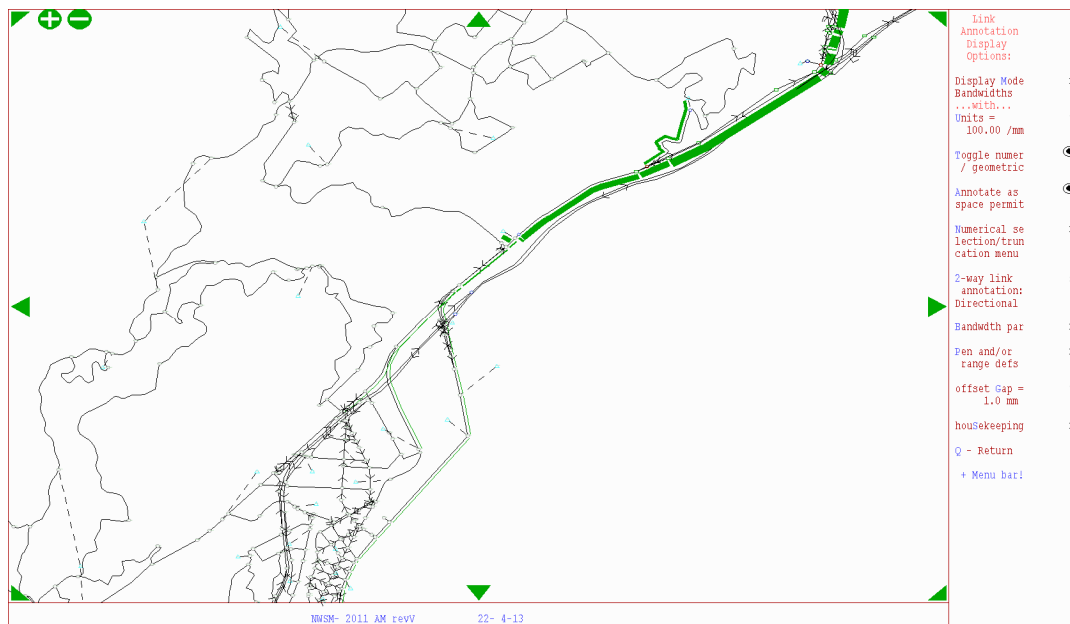 Link
Annotation
Display
Options:
Display Mode
Bandwidths
...with...
Units =
100.00 /mm
Toggle numer
/ geometric
Annotate as
space permit
Numerical se
lection/trun
cation menu
2-way link
annotation:
Directional
Bandwdth par
Pen and/or
range defs
offset Gap =
1.0 mm
houSekeeping
Q - Return
+ Menu bar!
NWSM- 2011 AM revV 22- 4-13